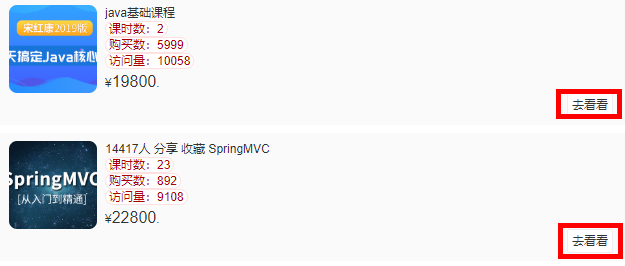 宋红康2019版
天搞定Java核心
java基础课程
课时数：2
购买数：5999
访问量：10058
¥19800.
去看看
SpringMVC
[从入门到精通]
14417人 分享 收藏 SpringMVC
课时数：23
购买数：892
访问量：9108
¥22800.
去看看